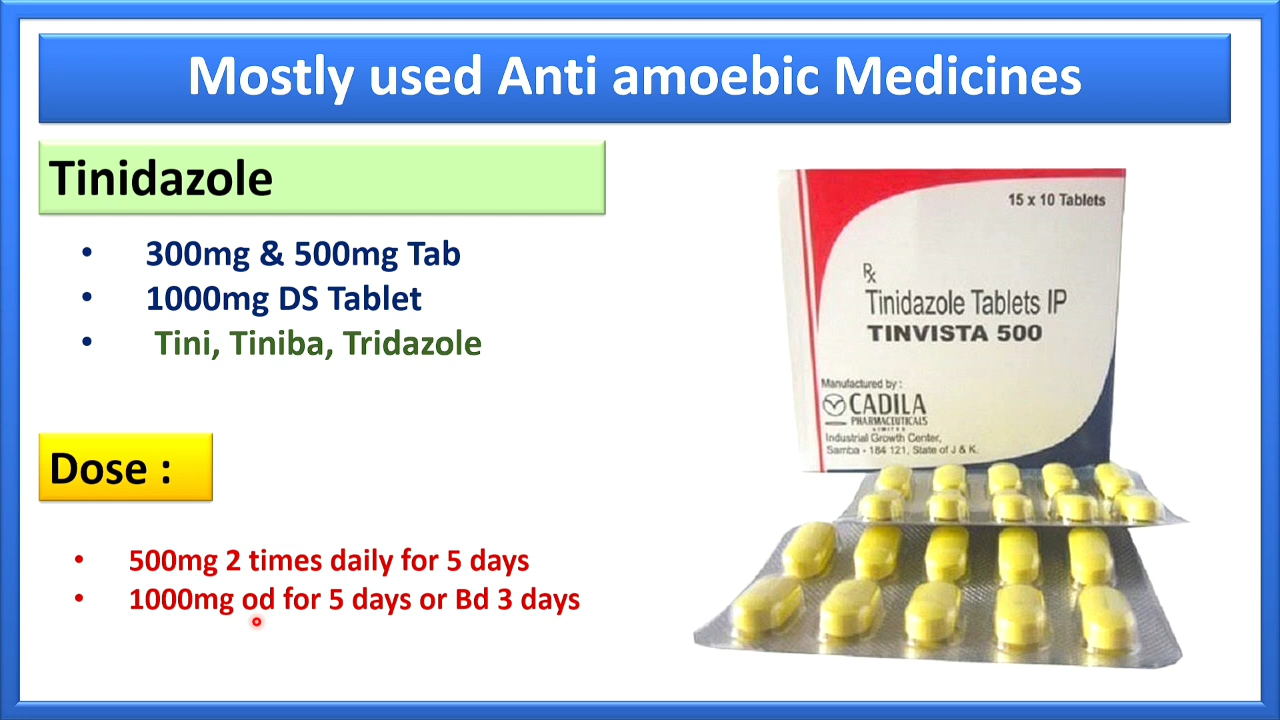 Mostly used Anti amoebic Medicines
Tinidazole
• 300mg & 500mg Tab
• 1000mg DS Tablet
• Tini, Tiniba, Tridazole
Dose :
• 500mg 2 times daily for 5 days
• 1000mg od for 5 days or Bd 3 days
15 x 10 Tablets
Rx
Tinidazole Tablets IP
TINVISTA 500
Manufactured by :
CADILA
PHARMACEUTICALS
LIMITED
Industrial Growth Center,
Samba - 184 121, State of J & K.